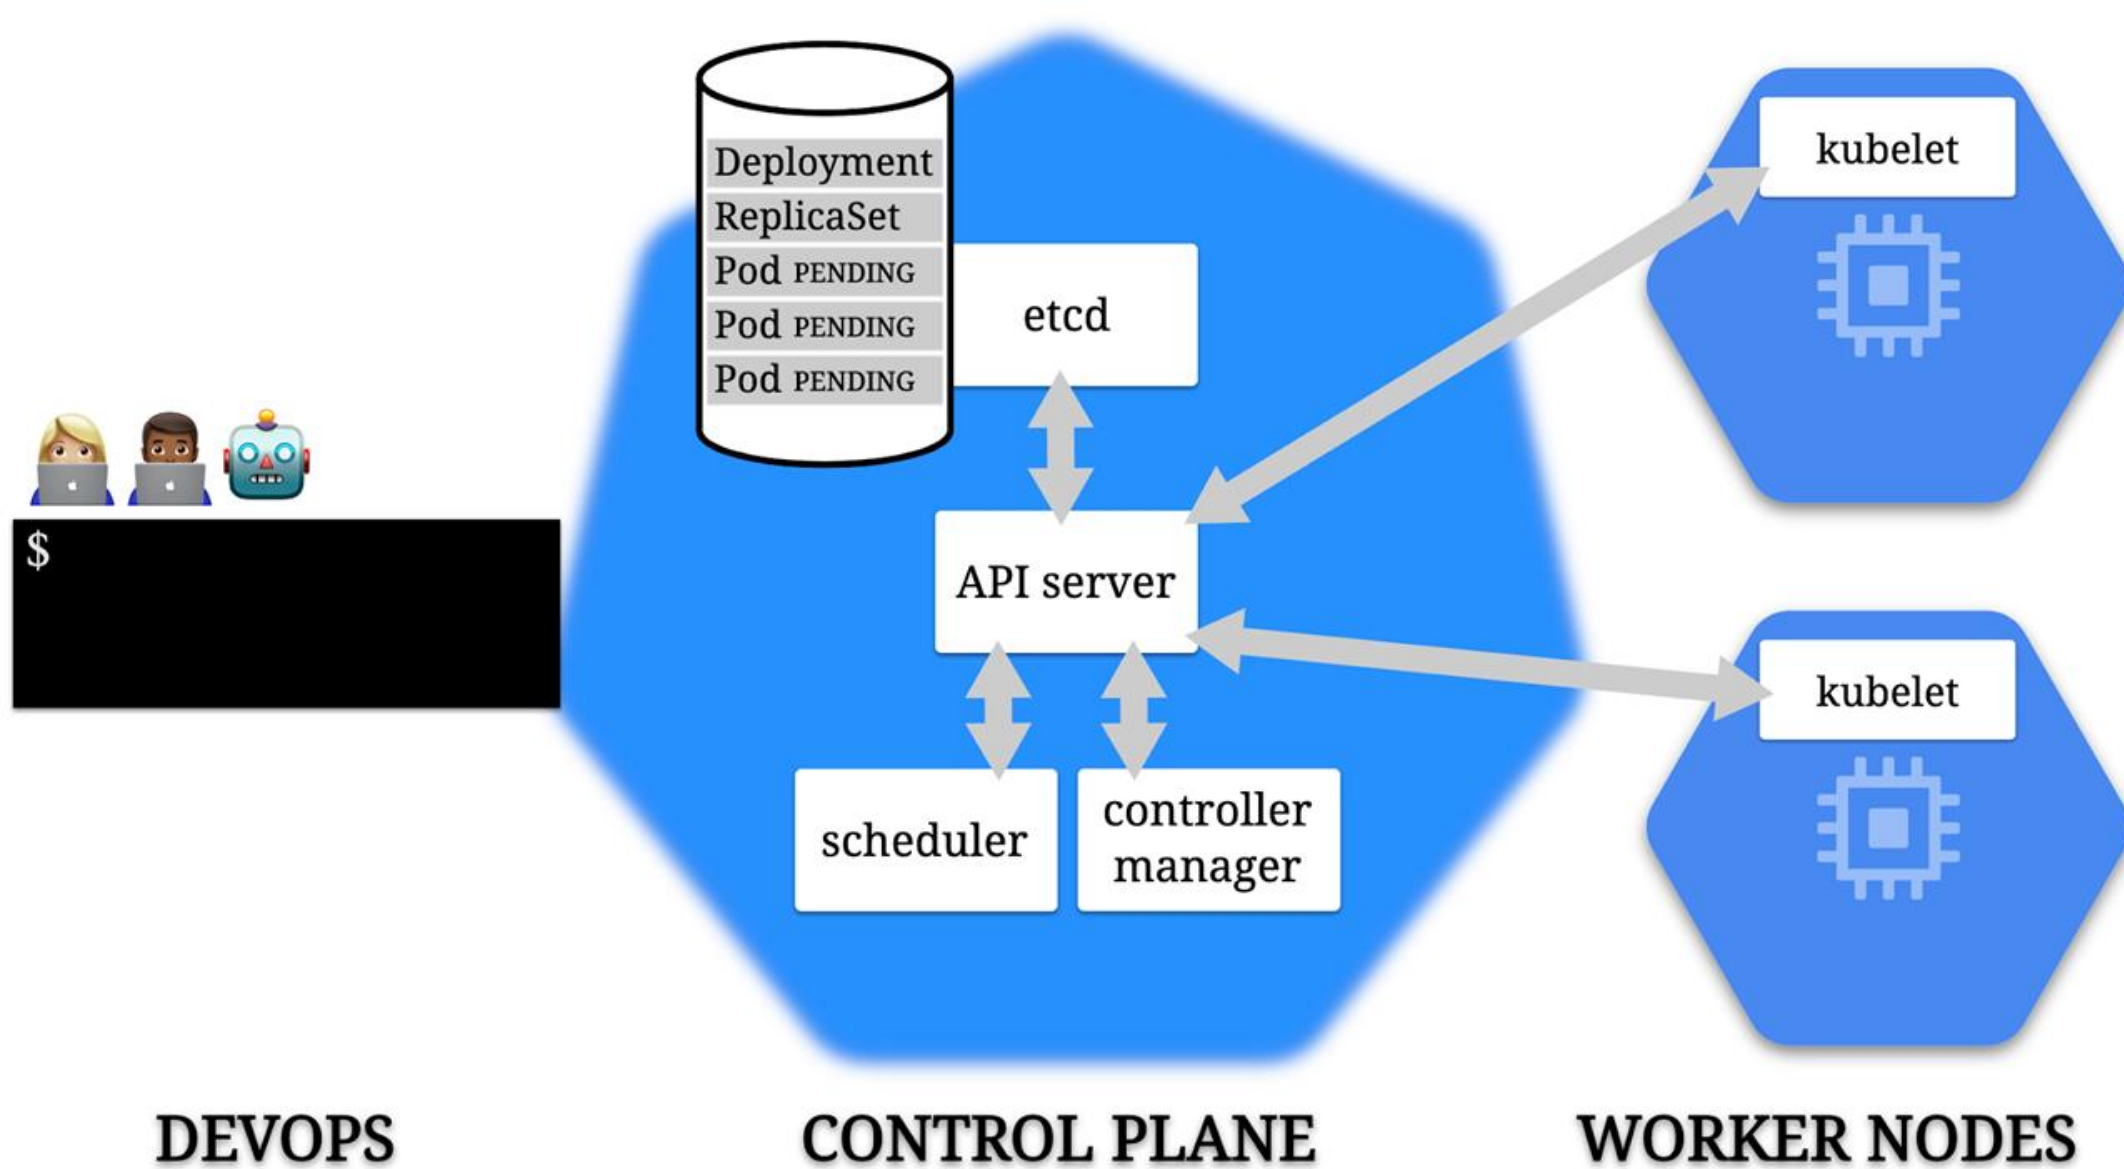 Deployment
ReplicaSet
Pod PENDING
Pod PENDING
Pod PENDING
etcd
kubelet
$
API server
kubelet
scheduler
controller
manager
DEVOPS
CONTROL PLANE
WORKER NODES